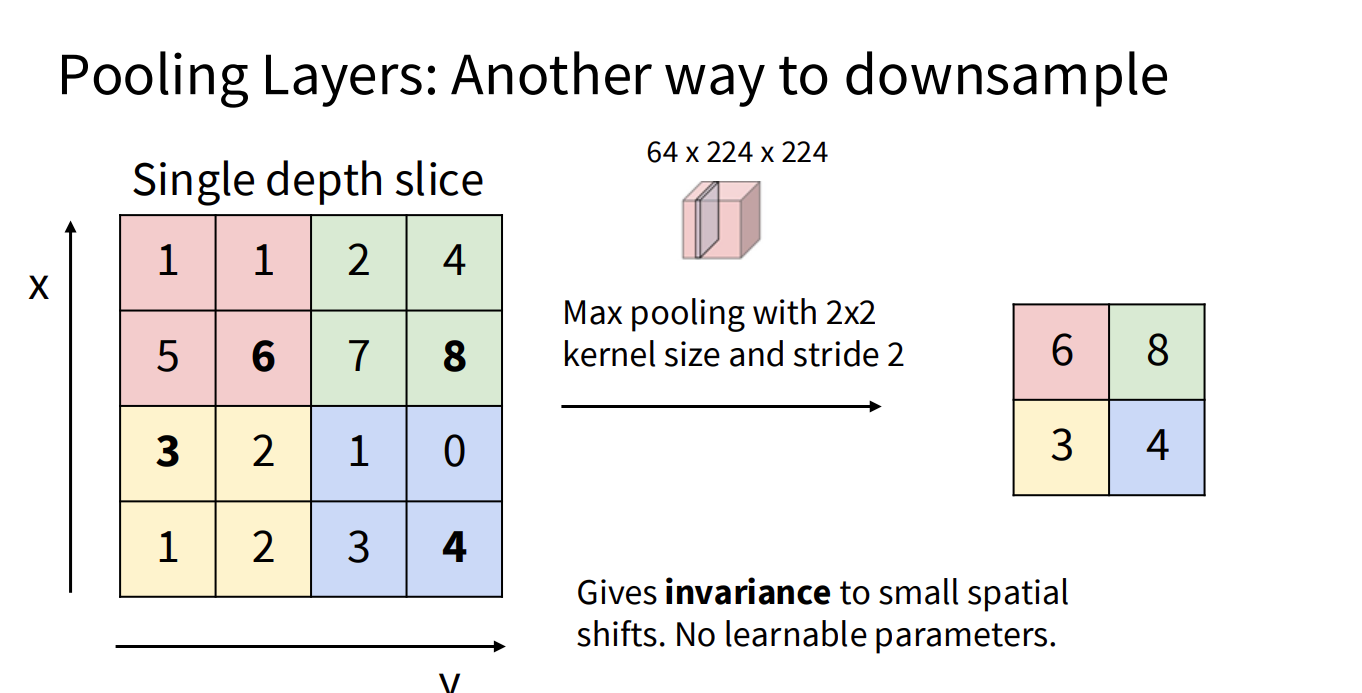 Pooling Layers: Another way to downsample
64 x 224 x 224
Single depth slice
x
1 1 2 4
5 6 7 8
3 2 1 0
1 2 3 4
y
Max pooling with 2x2
kernel size and stride 2
6 8
3 4
Gives invariance to small spatial
shifts. No learnable parameters.